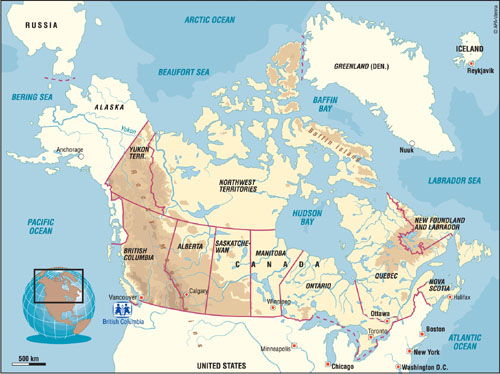 ARCTIC OCEAN
RUSSIA
ICELAND
Reykjavik
GREENLAND (DEN.)
BEAUFORT SEA
BERING SEA
BAFFIN
BAY
ALASKA
Yukon
Baffin Island
Anchorage
YUKON
TERR.
Nuuk
NORTHWEST
TERRITORIES
LABRADOR SEA
PACIFIC
OCEAN
HUDSON
BAY
NEW FOUNDLAND
AND LABRADOR
BRITISH
COLUMBIA
ALBERTA
SASKATCHE-
WAN
MANITOBA
CANADA
QUEBEC
ONTARIO
NOVA
SCOTIA
Vancouver
Calgary
Winnipeg
Halifax
British Columbia
Ottawa
Toronto
Boston
ATLANTIC
OCEAN
Minneapolis
New York
500 km
UNITED STATES
Chicago
Washington D.C.